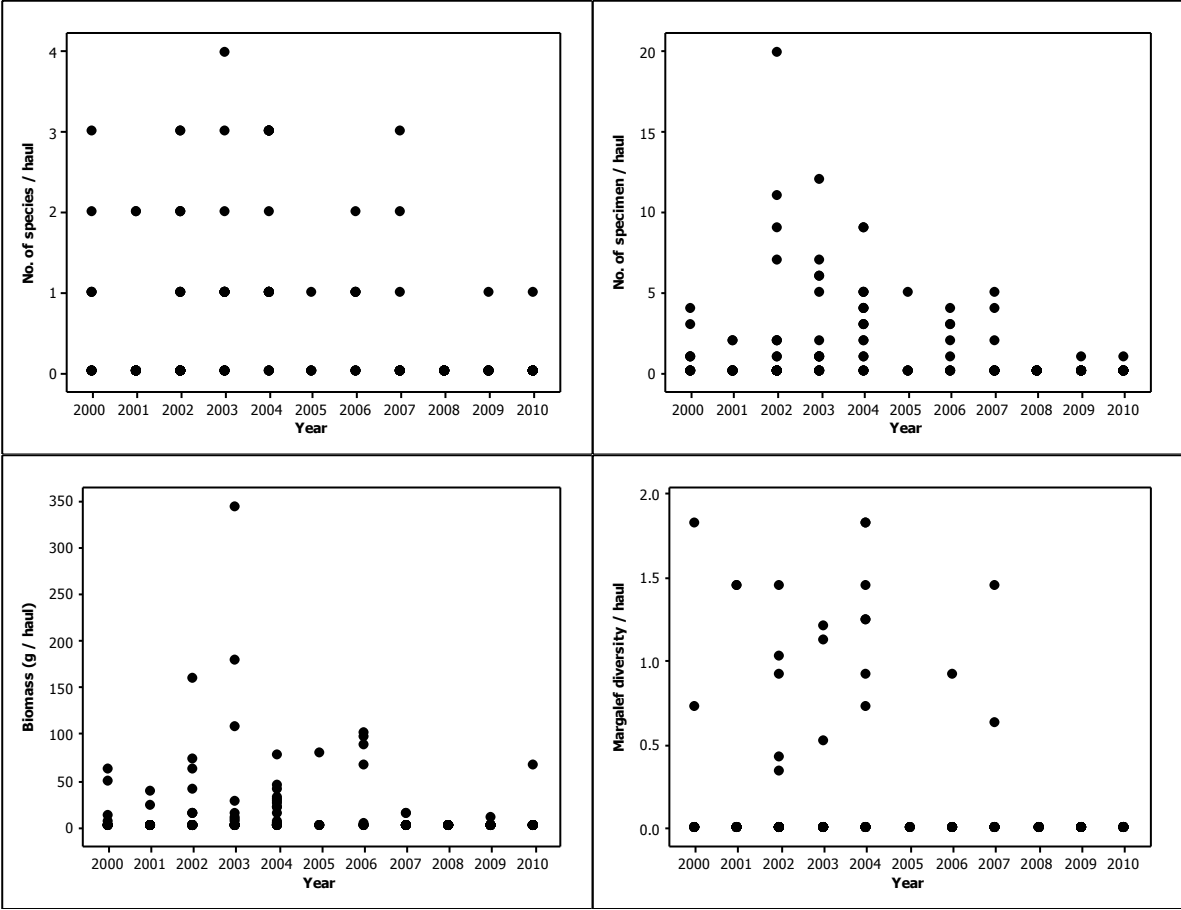 No. of species / haul
4
3
2
1
0
2000 2001 2002 2003 2004 2005 2006 2007 2008 2009 2010
Year
No. of specimen / haul
20
15
10
5
0
2000 2001 2002 2003 2004 2005 2006 2007 2008 2009 2010
Year
Biomass (g / haul)
350
300
250
200
150
100
50
0
2000 2001 2002 2003 2004 2005 2006 2007 2008 2009 2010
Year
Margalef diversity / haul
2.0
1.5
1.0
0.5
0.0
2000 2001 2002 2003 2004 2005 2006 2007 2008 2009 2010
Year